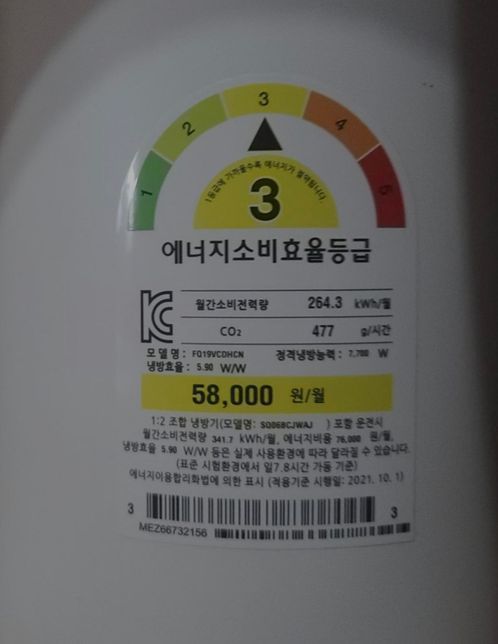 1 2 3 4 5
1등급에 가까울수록 에너지가 절약됩니다.
3
에너지소비효율등급
월간소비전력량 264.3 kWh/월
CO₂ 477 g/시간
모델명: FQ19VCDHCN 정격냉방능력: 7,700 W
냉방효율: 5.90 W/W
58,000 원/월
1:2 조합 냉방기(모델명: SQ06BCJWAJ ) 포함 운전시
월간소비전력량 341.7 kWh/월, 에너지비용 76,000 원/월,
냉방효율 5.90 W/W 등은 실제 사용환경에 따라 달라질 수 있습니다.
(표준 시험환경에서 일7.8시간 가동 기준)
에너지이용합리화법에 의한 표시 (적용기준 시행일: 2021. 10. 1)
3 3
MEZ66732156